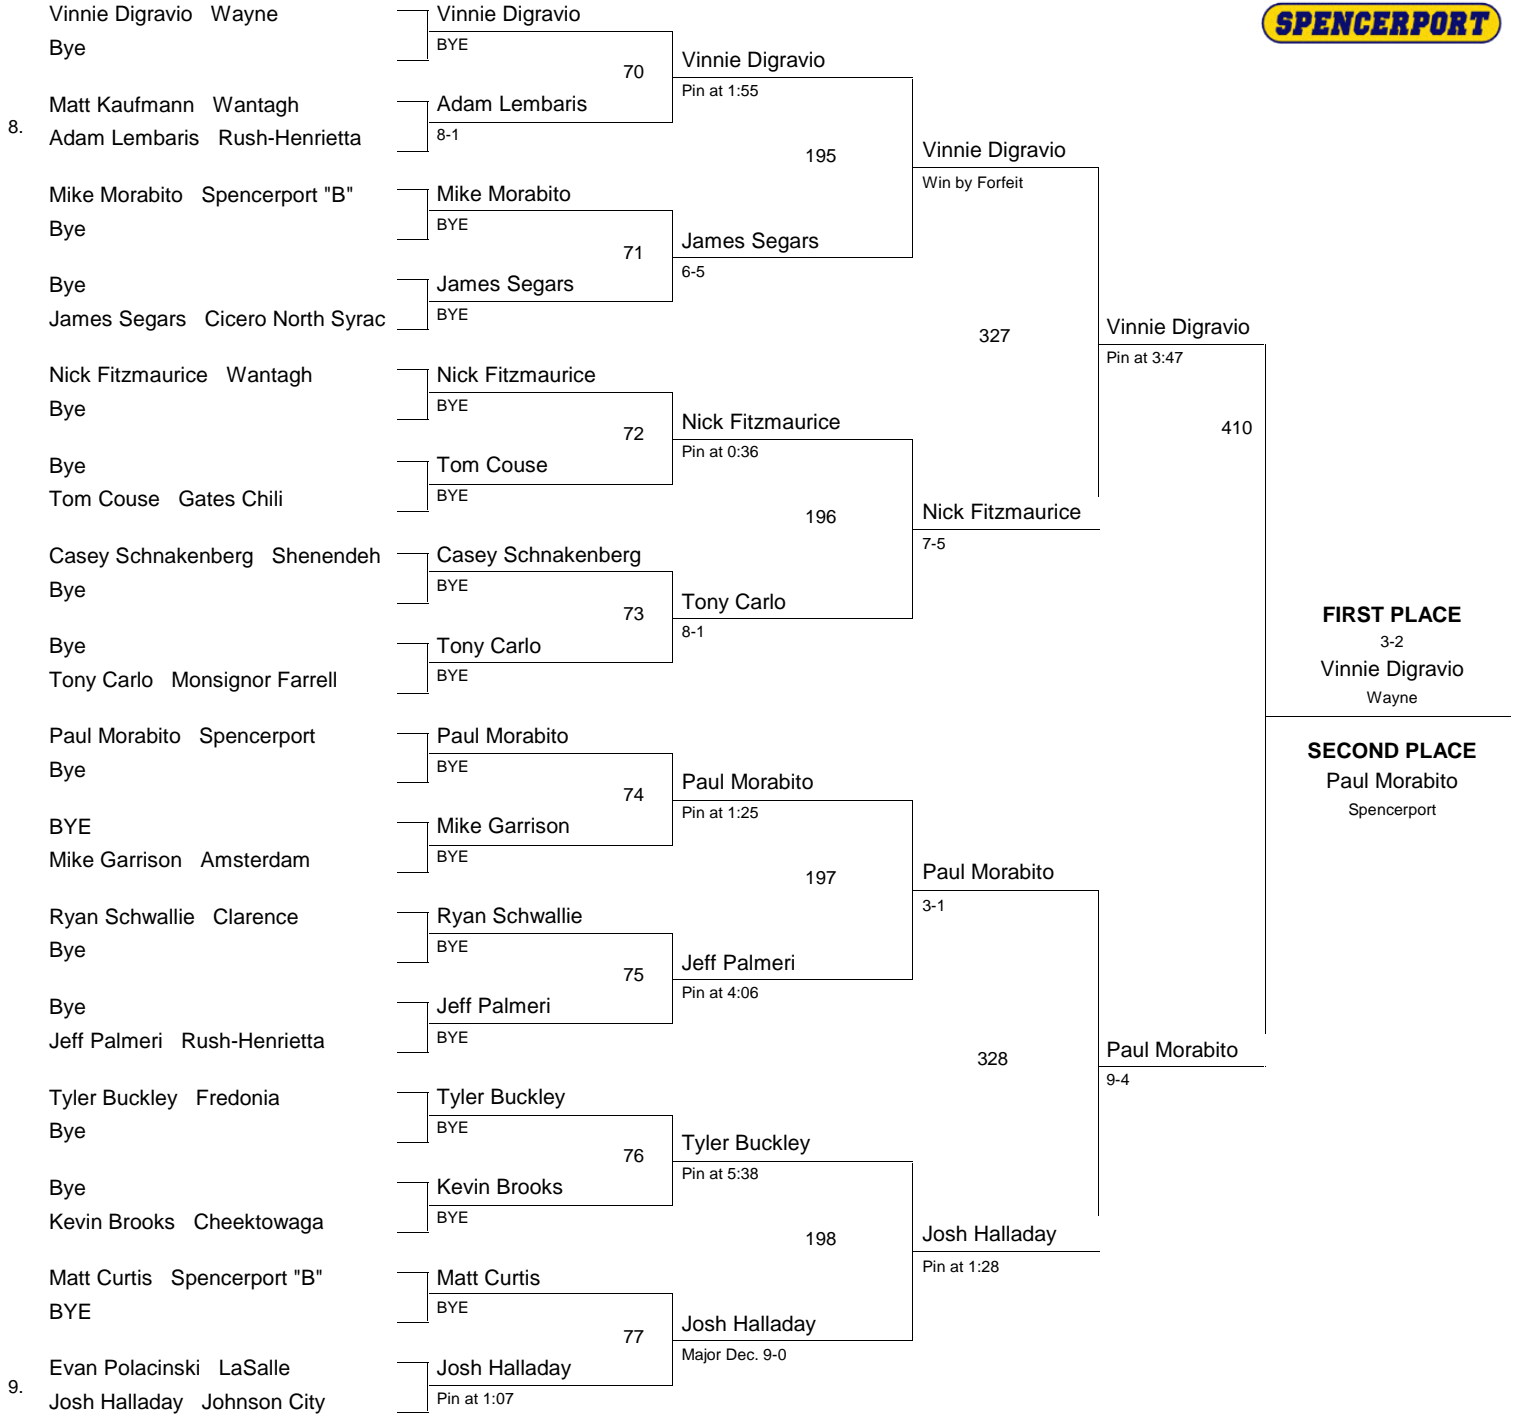 SPENCERPORT
Vinnie Digravio Wayne
Bye
8.
Matt Kaufmann Wantagh
Adam Lembaris Rush-Henrietta
Mike Morabito Spencerport "B"
Bye
Bye
James Segars Cicero North Syrac
Nick Fitzmaurice Wantagh
Bye
Bye
Tom Couse Gates Chili
Casey Schnakenberg Shenendeh
Bye
Bye
Tony Carlo Monsignor Farrell
Paul Morabito Spencerport
Bye
BYE
Mike Garrison Amsterdam
Ryan Schwallie Clarence
Bye
Bye
Jeff Palmeri Rush-Henrietta
Tyler Buckley Fredonia
Bye
Bye
Kevin Brooks Cheektowaga
Matt Curtis Spencerport "B"
BYE
9.
Evan Polacinski LaSalle
Josh Halladay Johnson City
Vinnie Digravio
BYE
70
Adam Lembaris
8-1
Mike Morabito
BYE
71
James Segars
BYE
Nick Fitzmaurice
BYE
72
Tom Couse
BYE
Casey Schnakenberg
BYE
73
Tony Carlo
BYE
Paul Morabito
BYE
74
Mike Garrison
BYE
Ryan Schwallie
BYE
75
Jeff Palmeri
BYE
Tyler Buckley
BYE
76
Kevin Brooks
BYE
Matt Curtis
BYE
77
Josh Halladay
Pin at 1:07
Vinnie Digravio
Pin at 1:55
195
James Segars
6-5
Nick Fitzmaurice
Pin at 0:36
196
Tony Carlo
8-1
Paul Morabito
Pin at 1:25
197
Jeff Palmeri
Pin at 4:06
Tyler Buckley
Pin at 5:38
198
Josh Halladay
Major Dec. 9-0
Vinnie Digravio
Win by Forfeit
327
Nick Fitzmaurice
7-5
Paul Morabito
3-1
328
Josh Halladay
Pin at 1:28
Vinnie Digravio
Pin at 3:47
410
Paul Morabito
9-4
FIRST PLACE
3-2
Vinnie Digravio
Wayne
SECOND PLACE
Paul Morabito
Spencerport